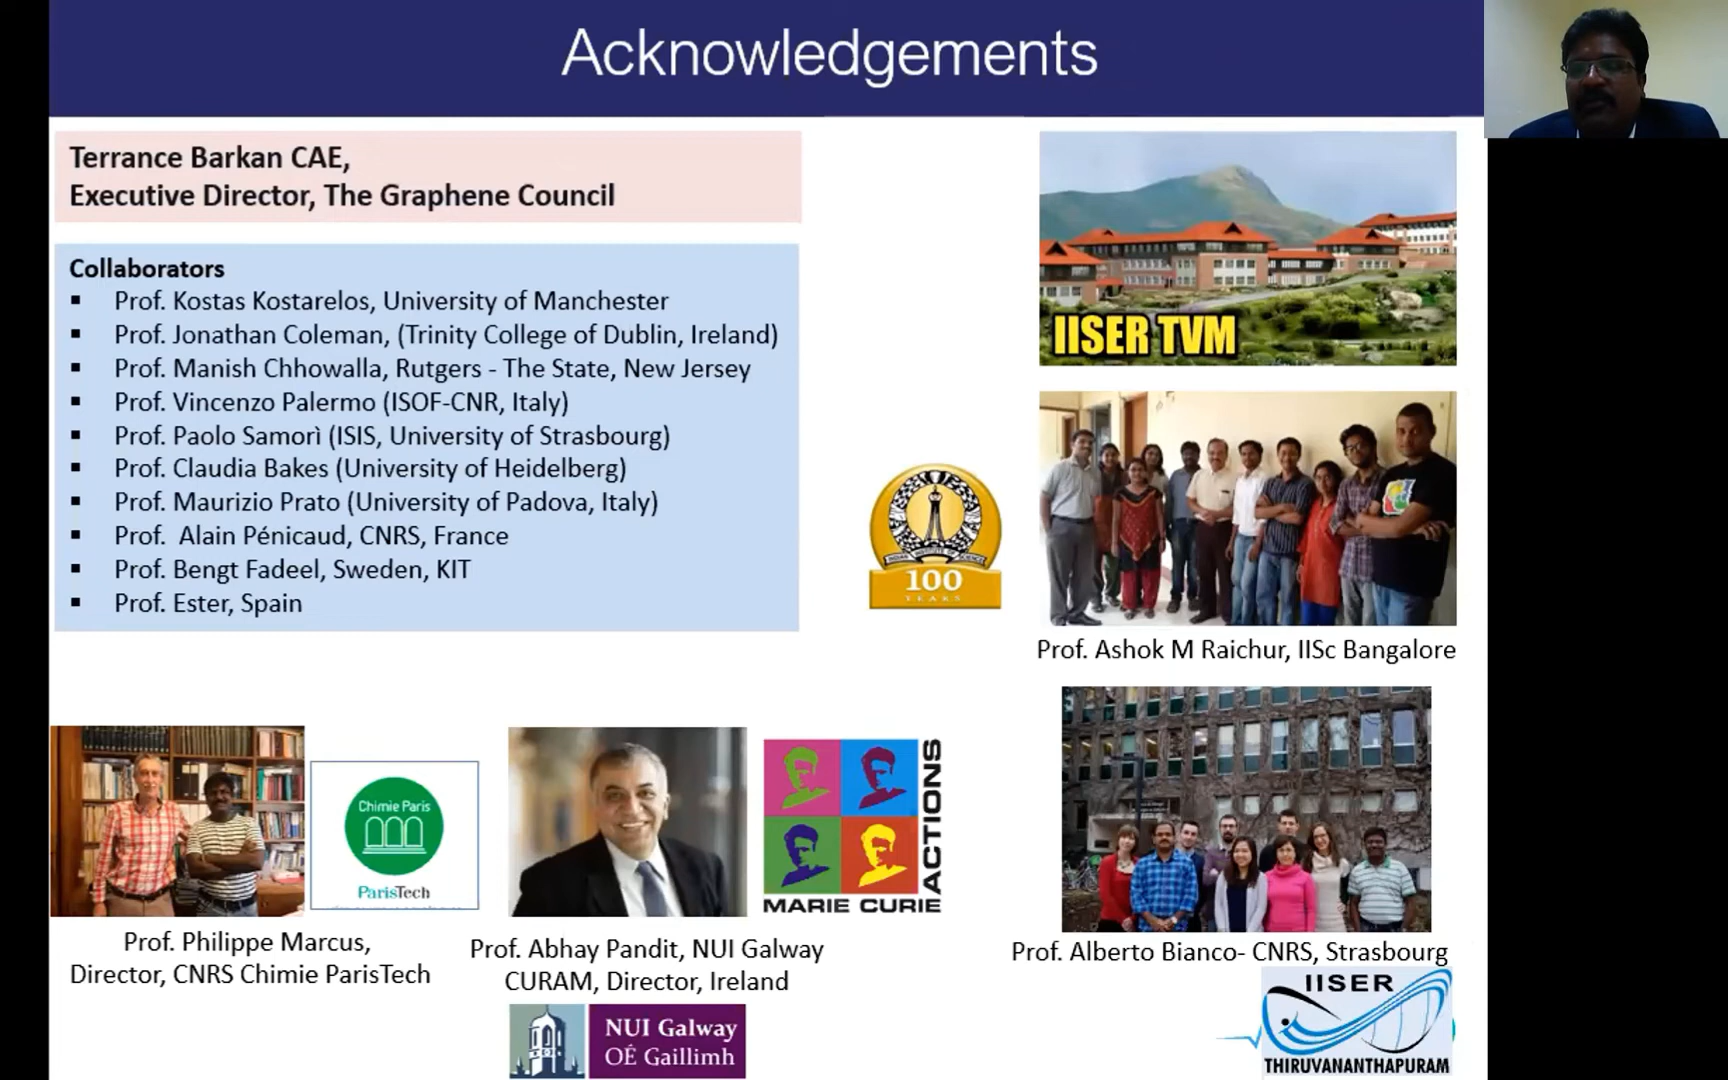 Acknowledgements
Terrance Barkan CAE,
Executive Director, The Graphene Council
Collaborators
▪ Prof. Kostas Kostarelos, University of Manchester
▪ Prof. Jonathan Coleman, (Trinity College of Dublin, Ireland)
▪ Prof. Manish Chhowalla, Rutgers - The State, New Jersey
▪ Prof. Vincenzo Palermo (ISOF-CNR, Italy)
▪ Prof. Paolo Samorì (ISIS, University of Strasbourg)
▪ Prof. Claudia Bakes (University of Heidelberg)
▪ Prof. Maurizio Prato (University of Padova, Italy)
▪ Prof. Alain Pénicaud, CNRS, France
▪ Prof. Bengt Fadeel, Sweden, KIT
▪ Prof. Ester, Spain
IISER TVM
INDIAN INSTITUTE OF SCIENCE
100
YEARS
Prof. Ashok M Raichur, IISc Bangalore
Chimie Paris
ParisTech
Prof. Philippe Marcus,
Director, CNRS Chimie ParisTech
MARIE CURIE
ACTIONS
Prof. Abhay Pandit, NUI Galway
CURAM, Director, Ireland
NUI Galway
OÉ Gaillimh
Prof. Alberto Bianco- CNRS, Strasbourg
IISER
THIRUVANANTHAPURAM